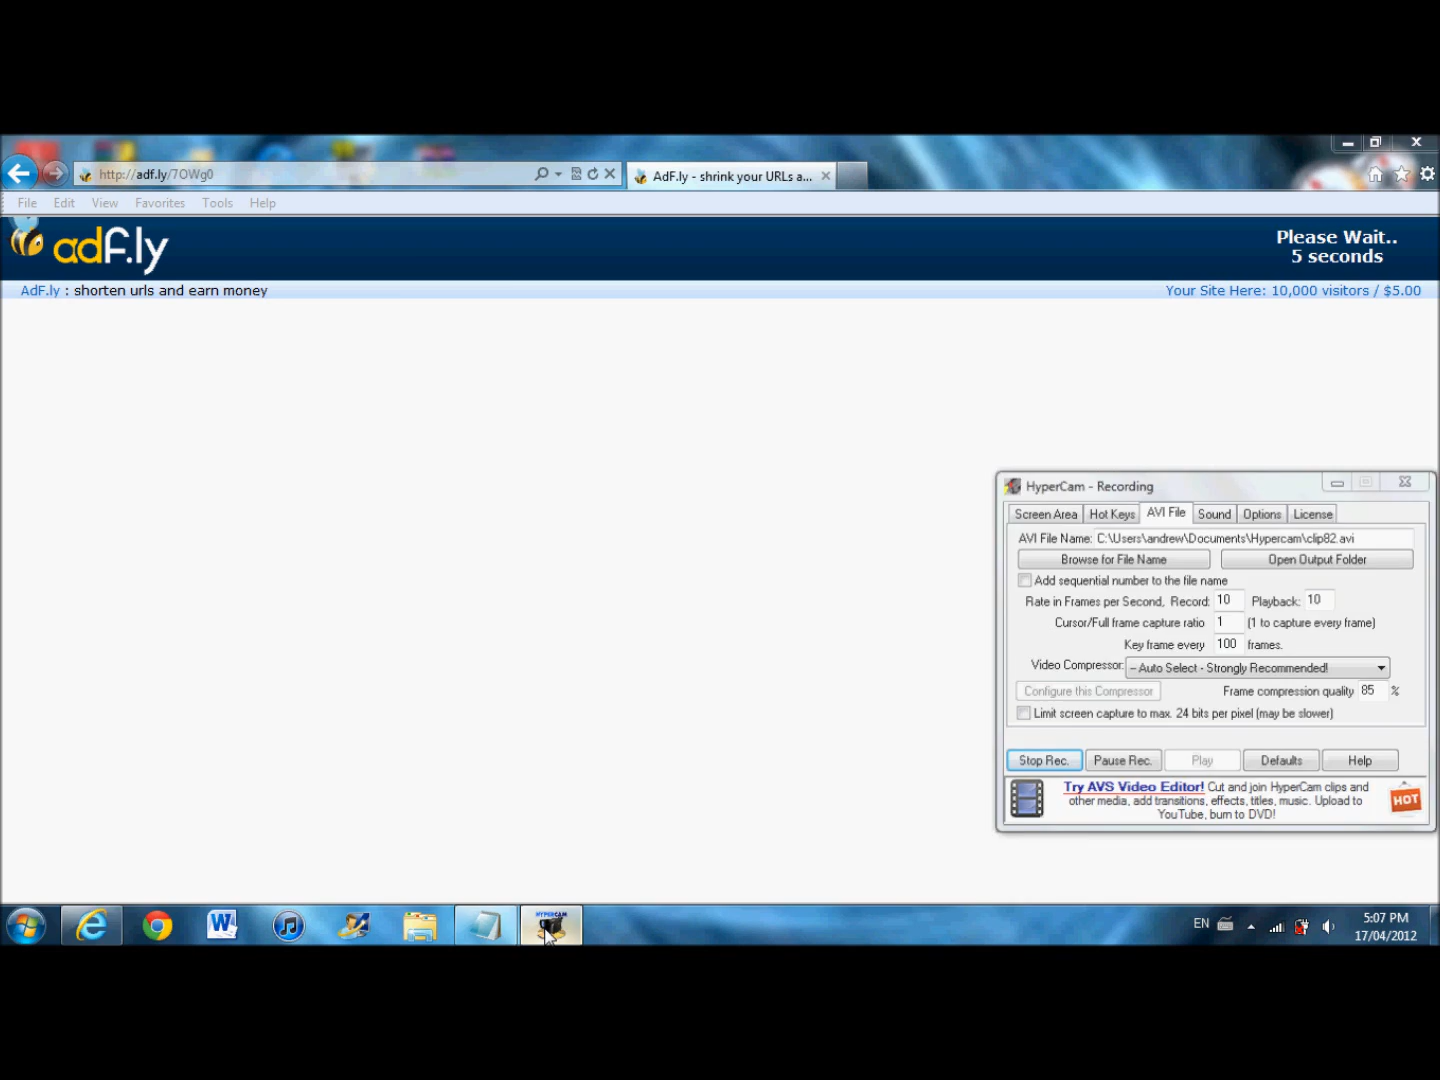 http://adf.ly/7OWg0
AdF.ly - shrink your URLs a...
File Edit View Favorites Tools Help
adf.ly
Please Wait..
5 seconds
AdF.ly : shorten urls and earn money
Your Site Here: 10,000 visitors / $5.00
HyperCam - Recording
Screen Area Hot Keys AVI File Sound Options License
AVI File Name: C:\Users\andrew\Documents\Hypercam\clip82.avi
Browse for File Name Open Output Folder
Add sequential number to the file name
Rate in Frames per Second, Record: 10 Playback: 10
Cursor/Full frame capture ratio 1 (1 to capture every frame)
Key frame every 100 frames.
Video Compressor: -- Auto Select - Strongly Recommended!
Configure this Compressor Frame compression quality 85 %
Limit screen capture to max. 24 bits per pixel (may be slower)
Stop Rec. Pause Rec. Play Defaults Help
Try AVS Video Editor! Cut and join HyperCam clips and
other media, add transitions, effects, titles, music. Upload to
YouTube, burn to DVD!
HOT
HYPERCAM
EN
5:07 PM
17/04/2012